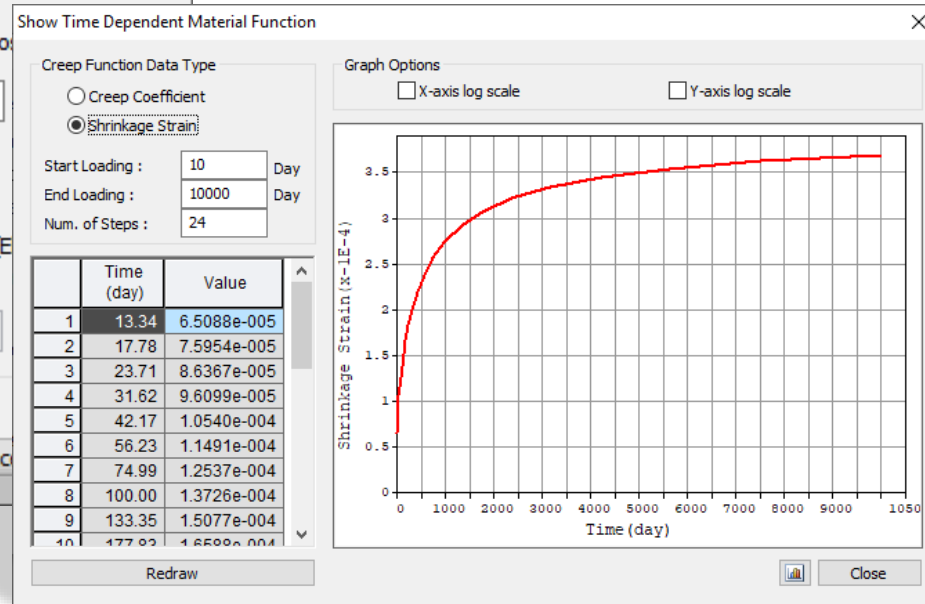 Show Time Dependent Material Function
Creep Function Data Type
Creep Coefficient
Shrinkage Strain
Start Loading : 10 Day
End Loading : 10000 Day
Num. of Steps : 24
Time (day) Value
1 13.34 6.5088e-005
2 17.78 7.5954e-005
3 23.71 8.6367e-005
4 31.62 9.6099e-005
5 42.17 1.0540e-004
6 56.23 1.1491e-004
7 74.99 1.2537e-004
8 100.00 1.3726e-004
9 133.35 1.5077e-004
10 177.83 1.6588e-004
Redraw
Graph Options
X-axis log scale
Y-axis log scale
Shrinkage Strain(x-1E-4)
3.5
3
2.5
2
1.5
1
0.5
0
0 1000 2000 3000 4000 5000 6000 7000 8000 9000 1050
Time(day)
Close